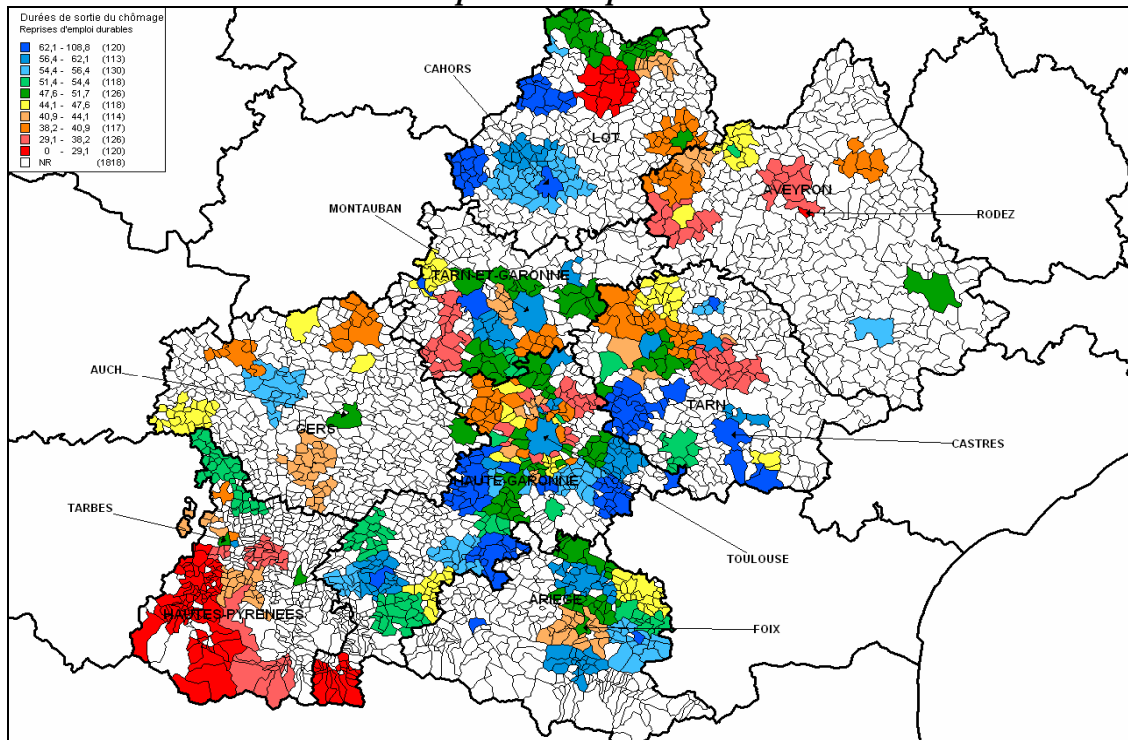 Durées de sortie du chômage
Reprises d'emploi durables
62,1 - 108,8 (120)
56,4 - 62,1 (113)
54,4 - 56,4 (130)
51,4 - 54,4 (118)
47,6 - 51,7 (126)
44,1 - 47,6 (118)
40,9 - 44,1 (114)
38,2 - 40,9 (117)
29,1 - 38,2 (126)
0 - 29,1 (120)
NR (1818)
CAHORS
LOT
AVEYRON
RODEZ
MONTAUBAN
TARN-ET-GARONNE
AUCH
GERS
TARN
CASTRES
HAUTE-GARONNE
TARBES
TOULOUSE
ARIEGE
HAUTES-PYRENEES
FOIX